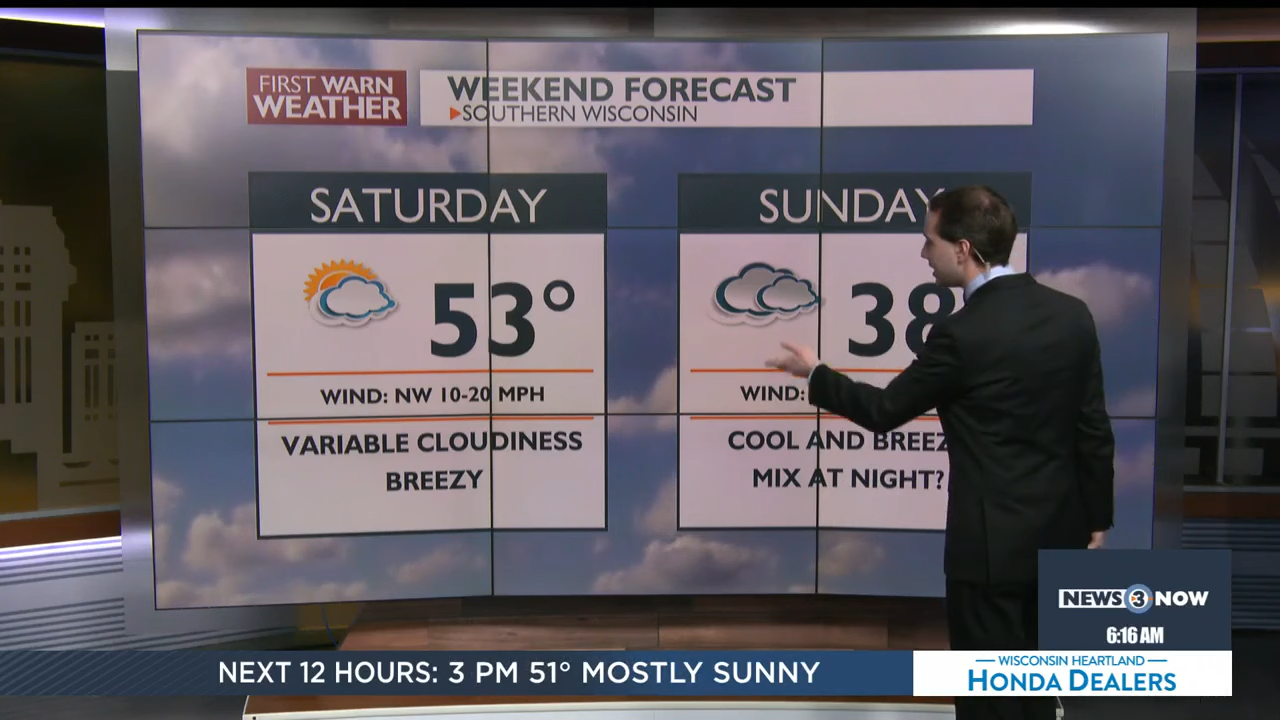 FIRST WARN
WEATHER
WEEKEND FORECAST
SOUTHERN WISCONSIN
SATURDAY
53°
WIND: NW 10-20 MPH
VARIABLE CLOUDINESS
BREEZY
SUNDAY
38
WIND:
COOL AND BREEZ
MIX AT NIGHT?
NEWS 3 NOW
6:16 AM
NEXT 12 HOURS: 3 PM 51° MOSTLY SUNNY
WISCONSIN HEARTLAND
HONDA DEALERS